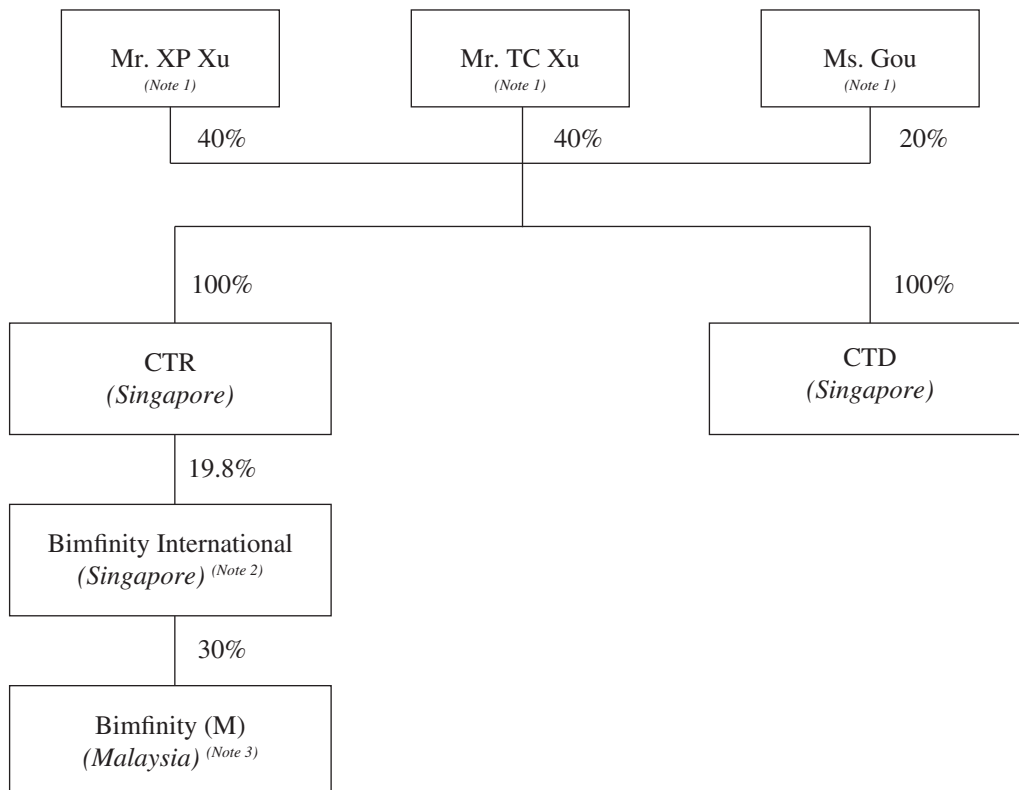 Mr. XP Xu
(Note 1)
Mr. TC Xu
(Note 1)
Ms. Gou
(Note 1)
40%
40%
20%
100%
100%
CTR
(Singapore)
CTD
(Singapore)
19.8%
Bimfinity International
(Singapore) (Note 2)
30%
Bimfinity (M)
(Malaysia) (Note 3)